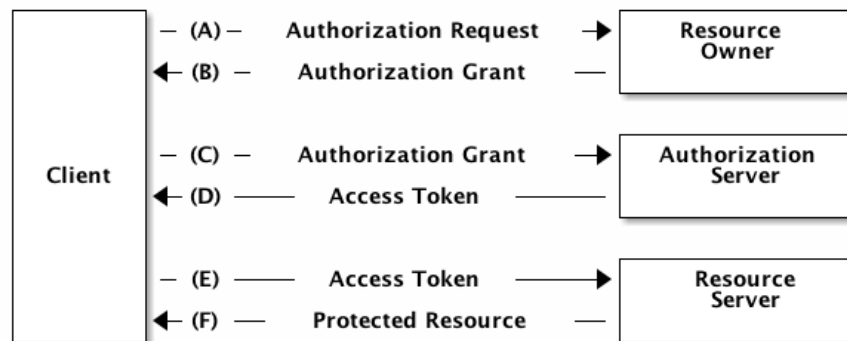 (A) Authorization Request
Resource
Owner
(B) Authorization Grant
Client
(C) Authorization Grant
Authorization
Server
(D) Access Token
(E) Access Token
Resource
Server
(F) Protected Resource